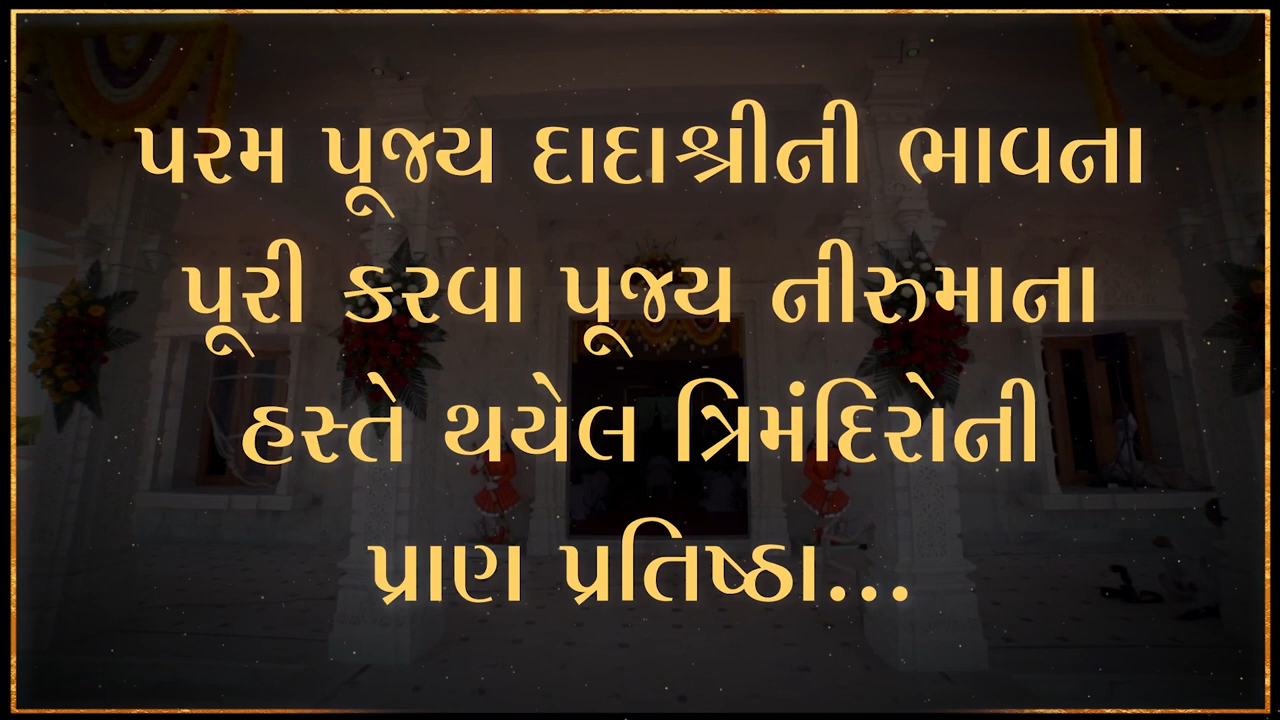 પરમ પૂજ્ય દાદાશ્રીની ભાવના
પૂરી કરવા પૂજ્ય નીરુમાના
હસ્તે થયેલ ત્રિમંદિરોની
પ્રાણ પ્રતિષ્ઠા...